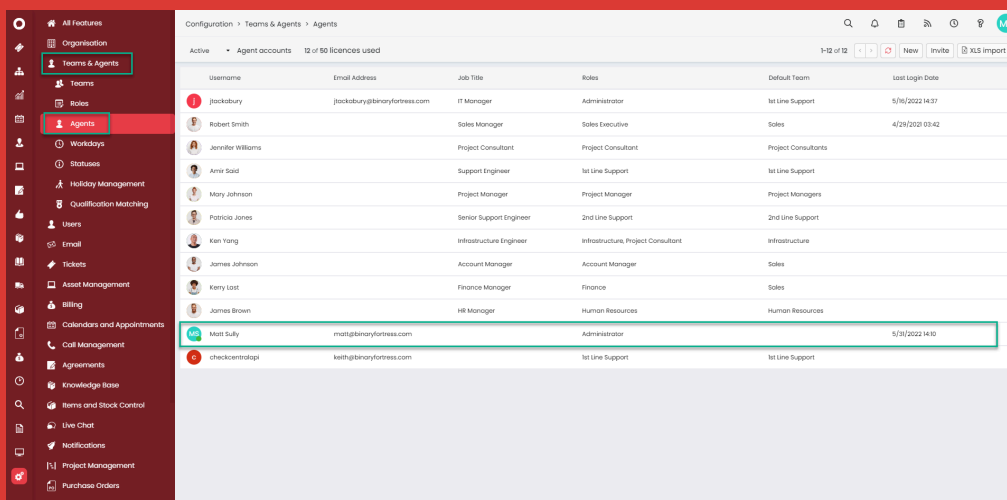 All Features
Organisation
Teams & Agents
Teams
Roles
Agents
Workdays
Statuses
Holiday Management
Qualification Matching
Users
Email
Tickets
Asset Management
Billing
Calendars and Appointments
Call Management
Agreements
Knowledge Base
Items and Stock Control
Live Chat
Notifications
Project Management
Purchase Orders
Configuration > Teams & Agents > Agents
Active Agent accounts 12 of 50 licences used 1-12 of 12 New Invite XLS import
Username Email Address Job Title Roles Default Team Last Login Date
j jtackabury jtackabury@binaryfortress.com IT Manager Administrator 1st Line Support 5/16/2022 14:37
Robert Smith Sales Manager Sales Executive Sales 4/29/2021 03:42
Jennifer Williams Project Consultant Project Consultant Project Consultants
Amir Said Support Engineer 1st Line Support 1st Line Support
Mary Johnson Project Manager Project Manager Project Managers
Patricia Jones Senior Support Engineer 2nd Line Support 2nd Line Support
Ken Yang Infrastructure Engineer Infrastructure, Project Consultant Infrastructure
James Johnson Account Manager Account Manager Sales
Kerry Last Finance Manager Finance Sales
James Brown HR Manager Human Resources Human Resources
MS Matt Sully matt@binaryfortress.com Administrator 5/31/2022 14:10
c checkcentralapi keith@binaryfortress.com 1st Line Support 1st Line Support